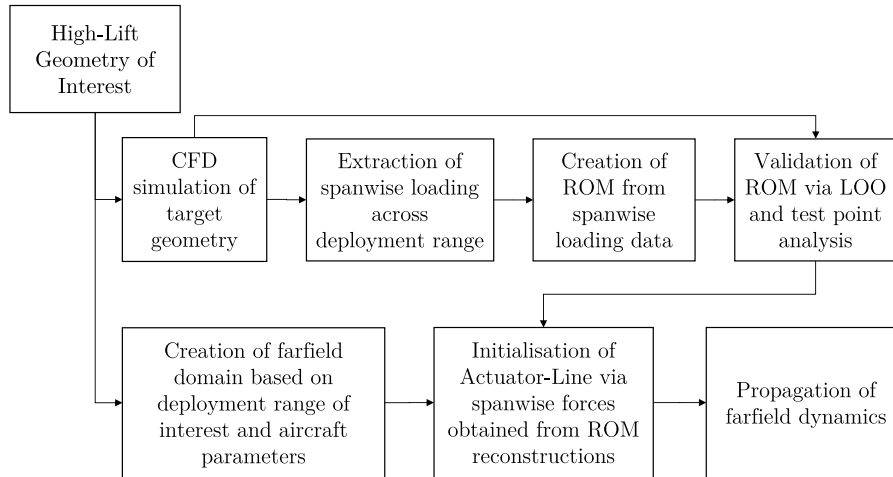 High-Lift
Geometry of
Interest
CFD
simulation of
target
geometry
Extraction of
spanwise loading
across
deployment range
Creation of
ROM from
spanwise
loading data
Validation of
ROM via LOO
and test point
analysis
Creation of farfield
domain based on
deployment range of
interest and aircraft
parameters
Initialisation of
Actuator-Line via
spanwise forces
obtained from ROM
reconstructions
Propagation of
farfield dynamics